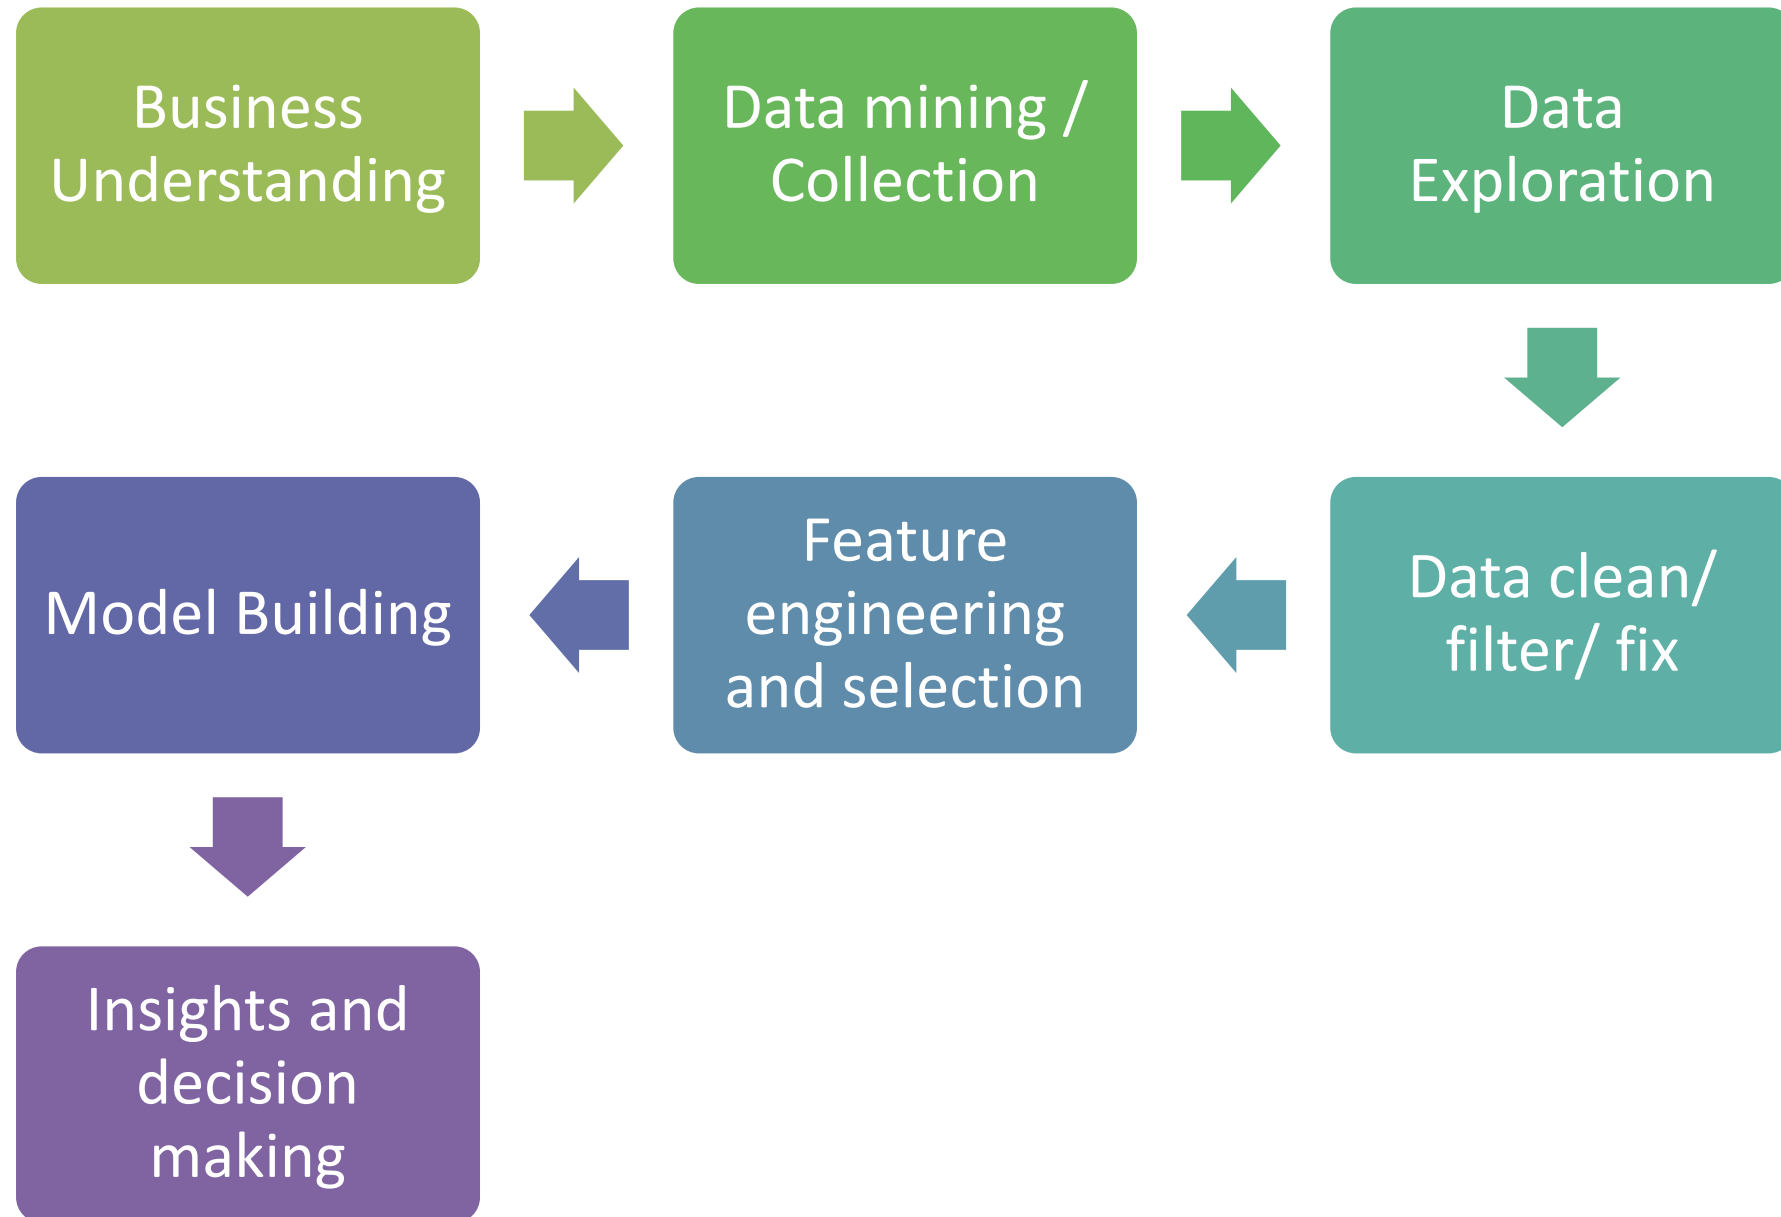 Business
Understanding
Data mining /
Collection
Data
Exploration
Data clean/
filter/ fix
Feature
engineering
and selection
Model Building
Insights and
decision
making